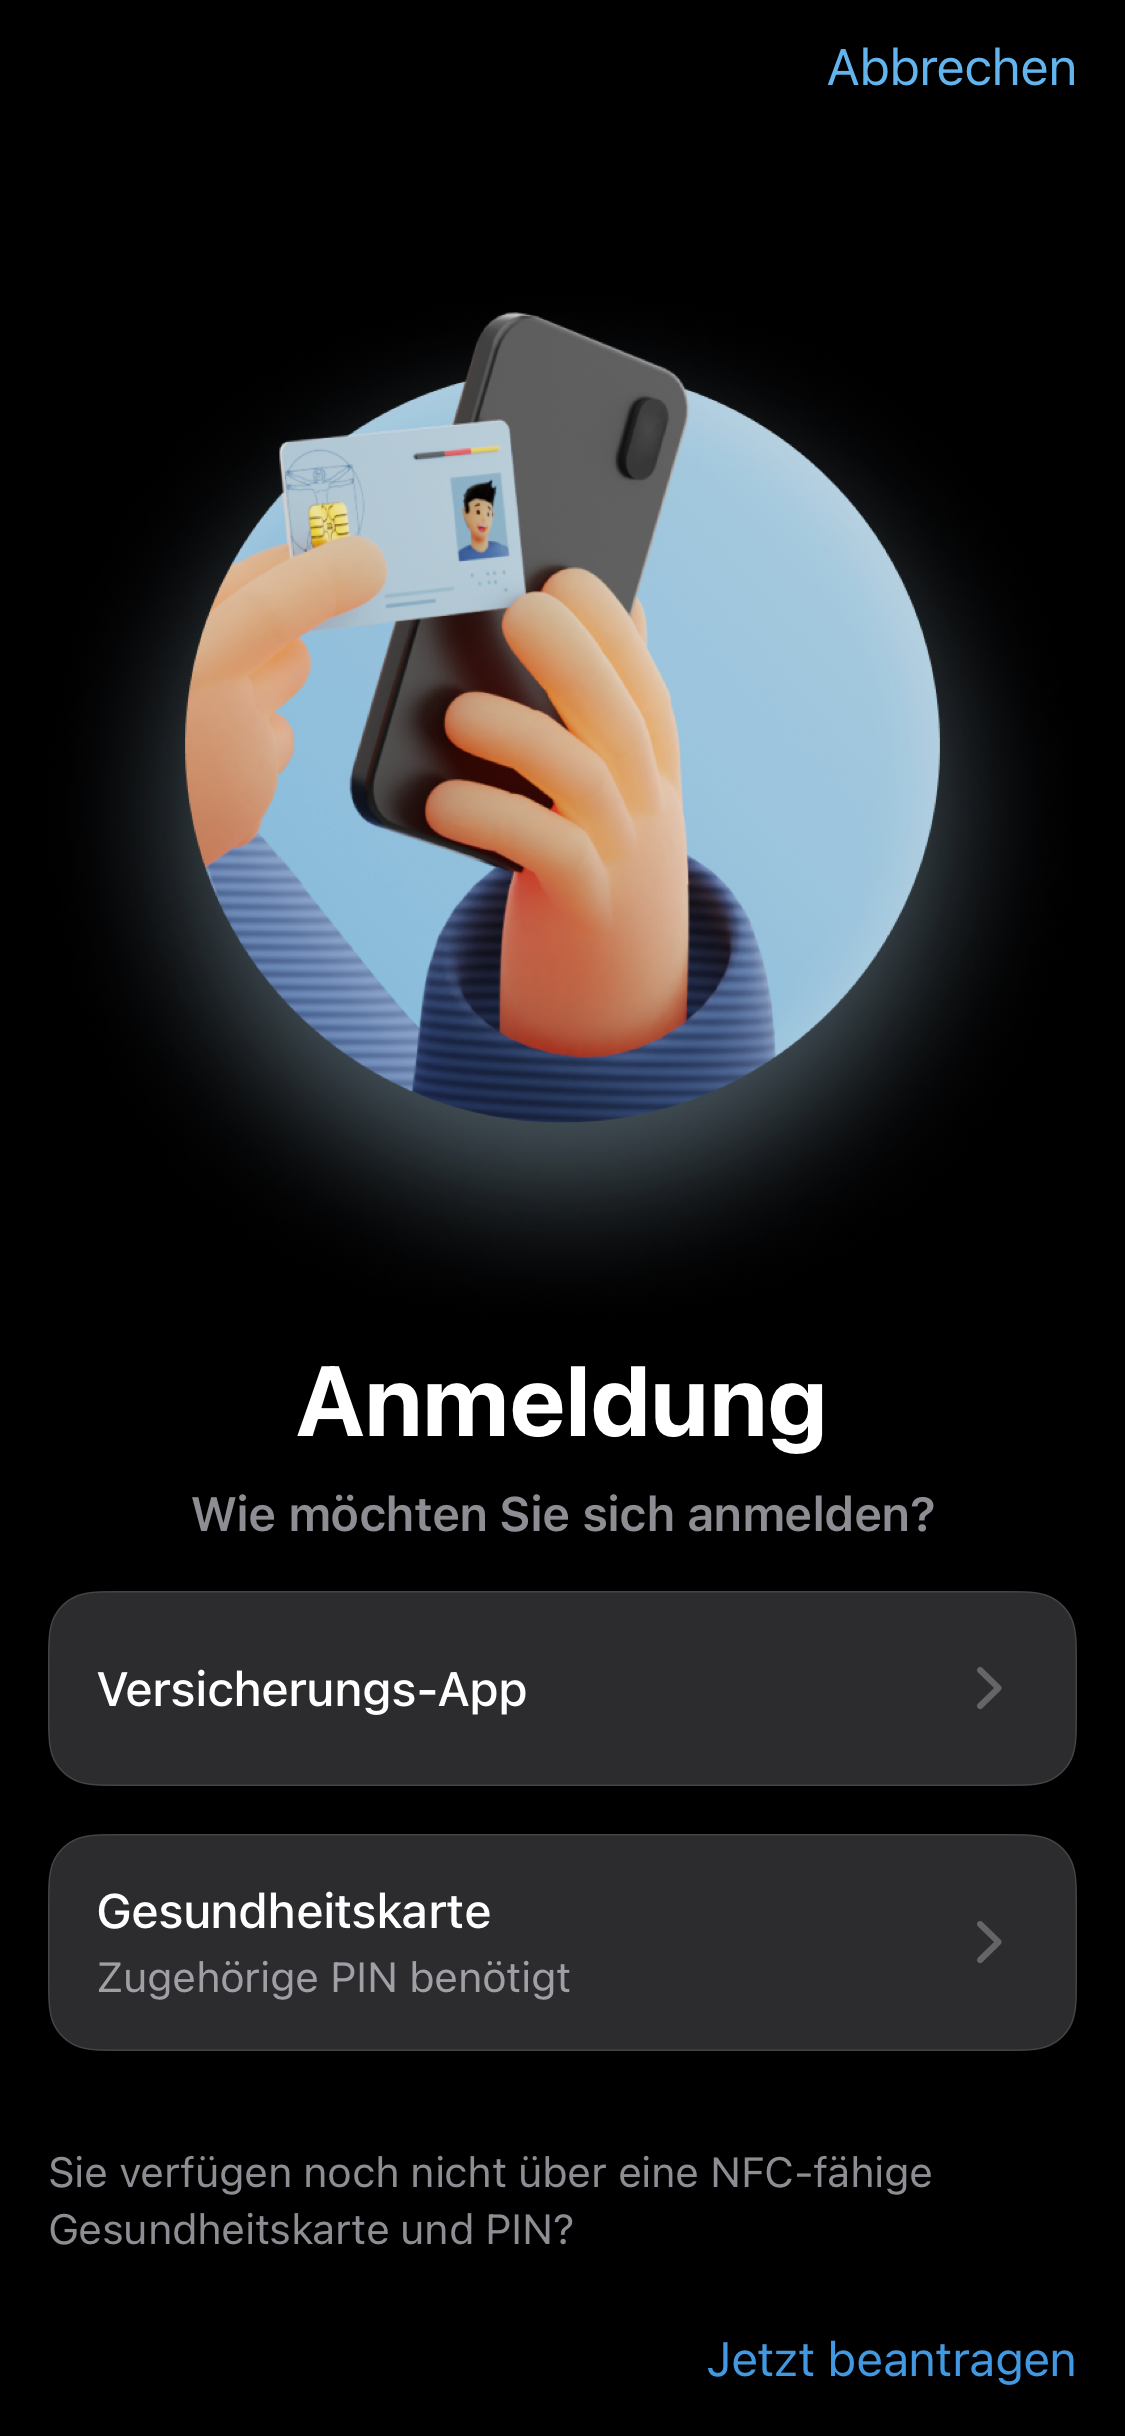 Abbrechen
Anmeldung
Wie möchten Sie sich anmelden?
Versicherungs-App
Gesundheitskarte
Zugehörige PIN benötigt
Sie verfügen noch nicht über eine NFC-fähige
Gesundheitskarte und PIN?
Jetzt beantragen